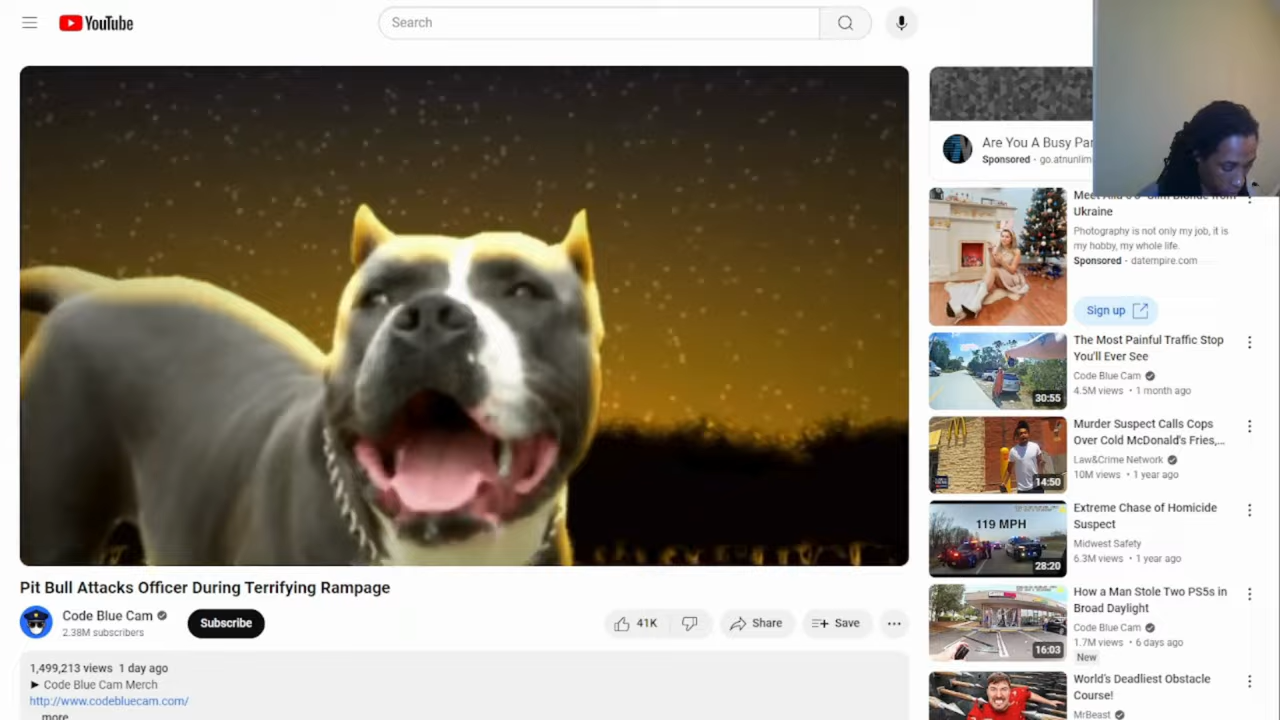 YouTube
Search
Are You A Busy
Sponsored · go.atnunlim
Ukraine
Photography is not only my job, it is
my hobby, my whole life.
Sponsored · datempire.com
Sign up
The Most Painful Traffic Stop
You'll Ever See
Code Blue Cam
4.5M views • 1 month ago
30:55
Murder Suspect Calls Cops
Over Cold McDonald's Fries,...
Law&Crime Network
10M views • 1 year ago
14:50
119 MPH
Extreme Chase of Homicide
Suspect
Midwest Safety
6.3M views • 1 year ago
28:20
How a Man Stole Two PS5s in
Broad Daylight
Code Blue Cam
1.7M views • 6 days ago
New
16:03
World's Deadliest Obstacle
Course!
MrBeast
Pit Bull Attacks Officer During Terrifying Rampage
Code Blue Cam
2.38M subscribers
Subscribe
41K
Share
Save
1,499,213 views 1 day ago
► Code Blue Cam Merch
http://www.codebluecam.com/
more